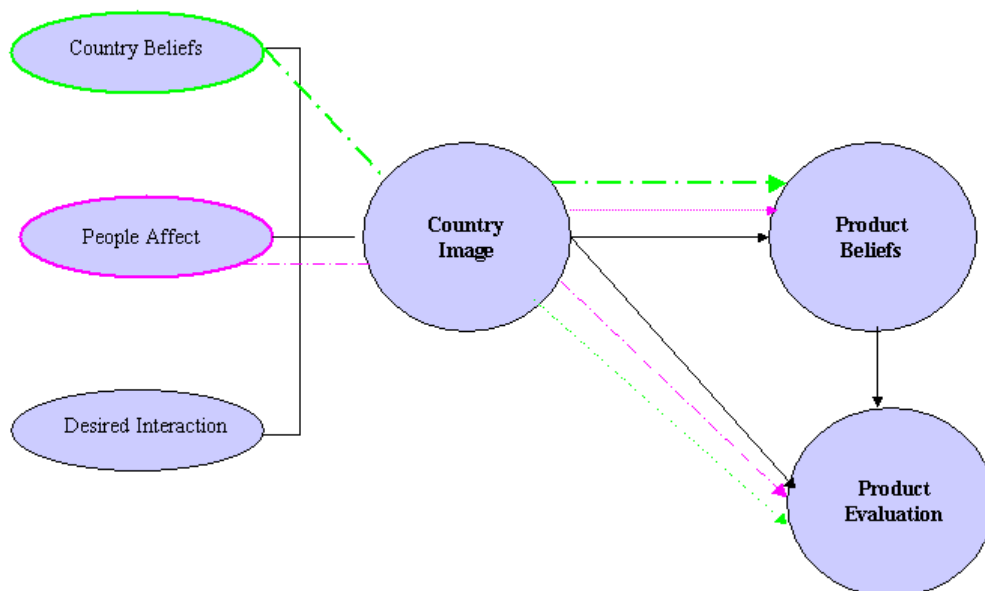 Country Beliefs
People Affect
Desired Interaction
Country
Image
Product
Beliefs
Product
Evaluation